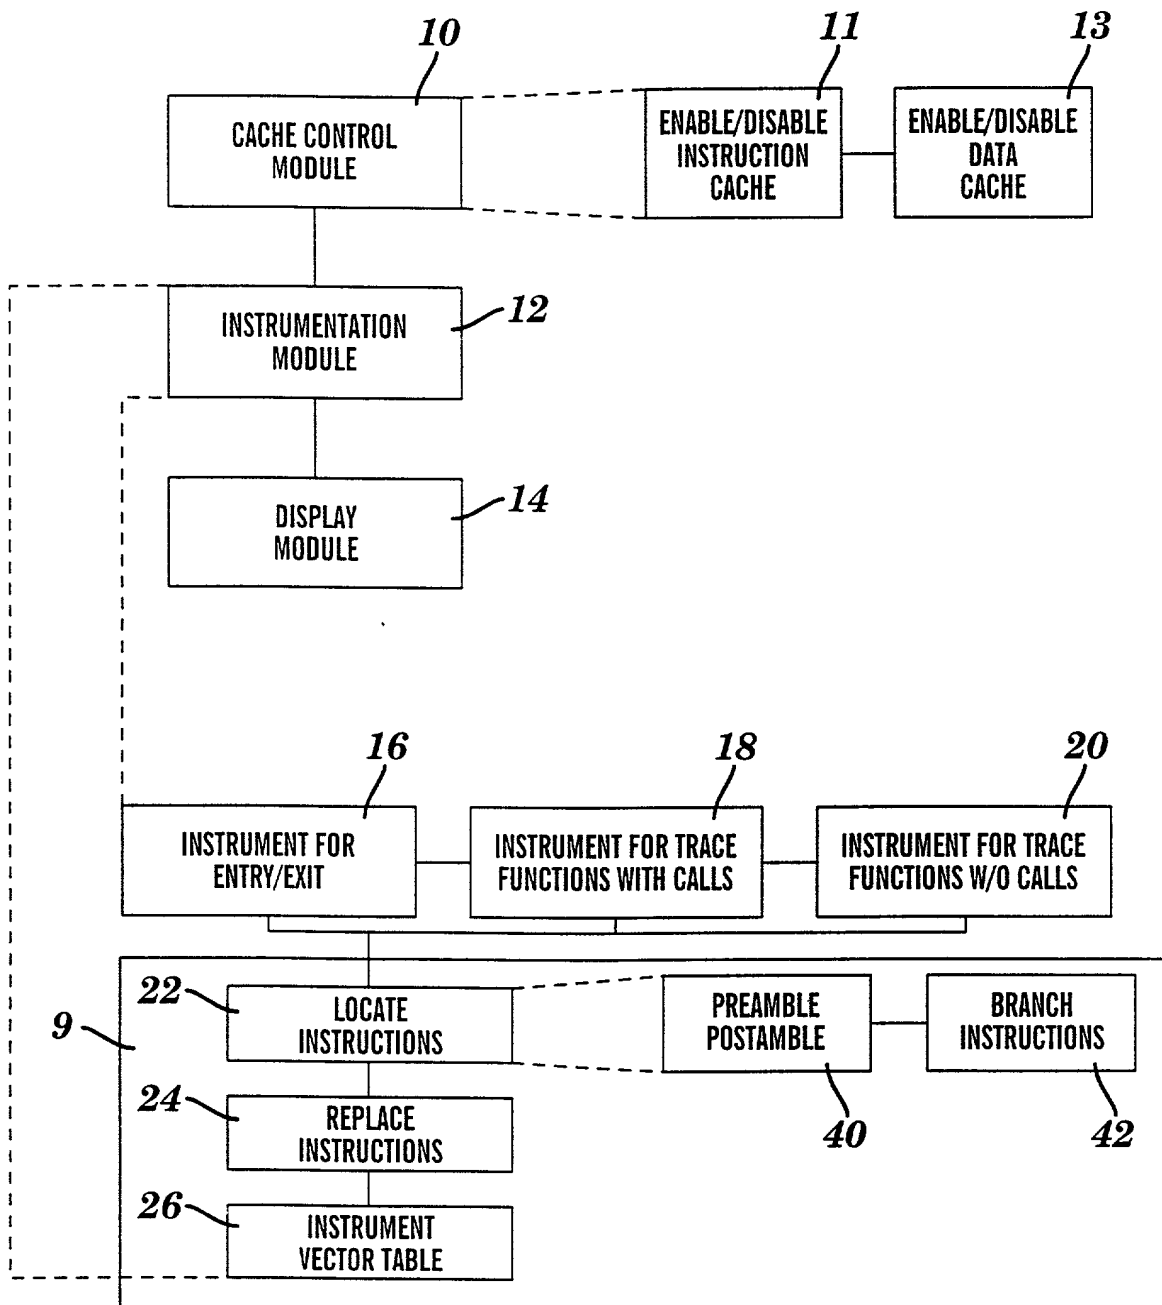 10
11
13
CACHE CONTROL
MODULE
ENABLE/DISABLE
INSTRUCTION
CACHE
ENABLE/DISABLE
DATA
CACHE
12
INSTRUMENTATION
MODULE
14
DISPLAY
MODULE
16
18
20
INSTRUMENT FOR
ENTRY/EXIT
INSTRUMENT FOR TRACE
FUNCTIONS WITH CALLS
INSTRUMENT FOR TRACE
FUNCTIONS W/O CALLS
9
22
LOCATE
INSTRUCTIONS
PREAMBLE
POSTAMBLE
BRANCH
INSTRUCTIONS
40
42
24
REPLACE
INSTRUCTIONS
26
INSTRUMENT
VECTOR TABLE